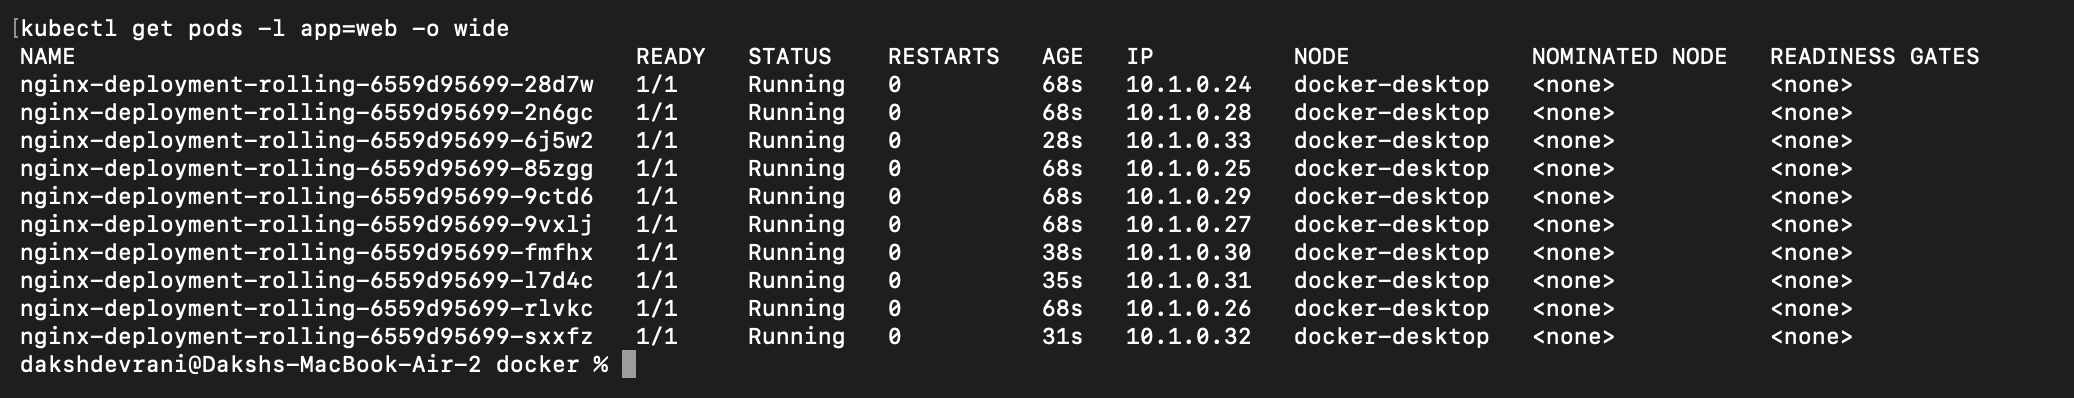 [kubectl get pods -l app=web -o wide
NAME READY STATUS RESTARTS AGE IP NODE NOMINATED NODE READINESS GATES
nginx-deployment-rolling-6559d95699-28d7w 1/1 Running 0 68s 10.1.0.24 docker-desktop <none> <none>
nginx-deployment-rolling-6559d95699-2n6gc 1/1 Running 0 68s 10.1.0.28 docker-desktop <none> <none>
nginx-deployment-rolling-6559d95699-6j5w2 1/1 Running 0 28s 10.1.0.33 docker-desktop <none> <none>
nginx-deployment-rolling-6559d95699-85zgg 1/1 Running 0 68s 10.1.0.25 docker-desktop <none> <none>
nginx-deployment-rolling-6559d95699-9ctd6 1/1 Running 0 68s 10.1.0.29 docker-desktop <none> <none>
nginx-deployment-rolling-6559d95699-9vxlj 1/1 Running 0 68s 10.1.0.27 docker-desktop <none> <none>
nginx-deployment-rolling-6559d95699-fmfhx 1/1 Running 0 38s 10.1.0.30 docker-desktop <none> <none>
nginx-deployment-rolling-6559d95699-l7d4c 1/1 Running 0 35s 10.1.0.31 docker-desktop <none> <none>
nginx-deployment-rolling-6559d95699-rlvkc 1/1 Running 0 68s 10.1.0.26 docker-desktop <none> <none>
nginx-deployment-rolling-6559d95699-sxxfz 1/1 Running 0 31s 10.1.0.32 docker-desktop <none> <none>
dakshdevrani@Dakshs-MacBook-Air-2 docker %